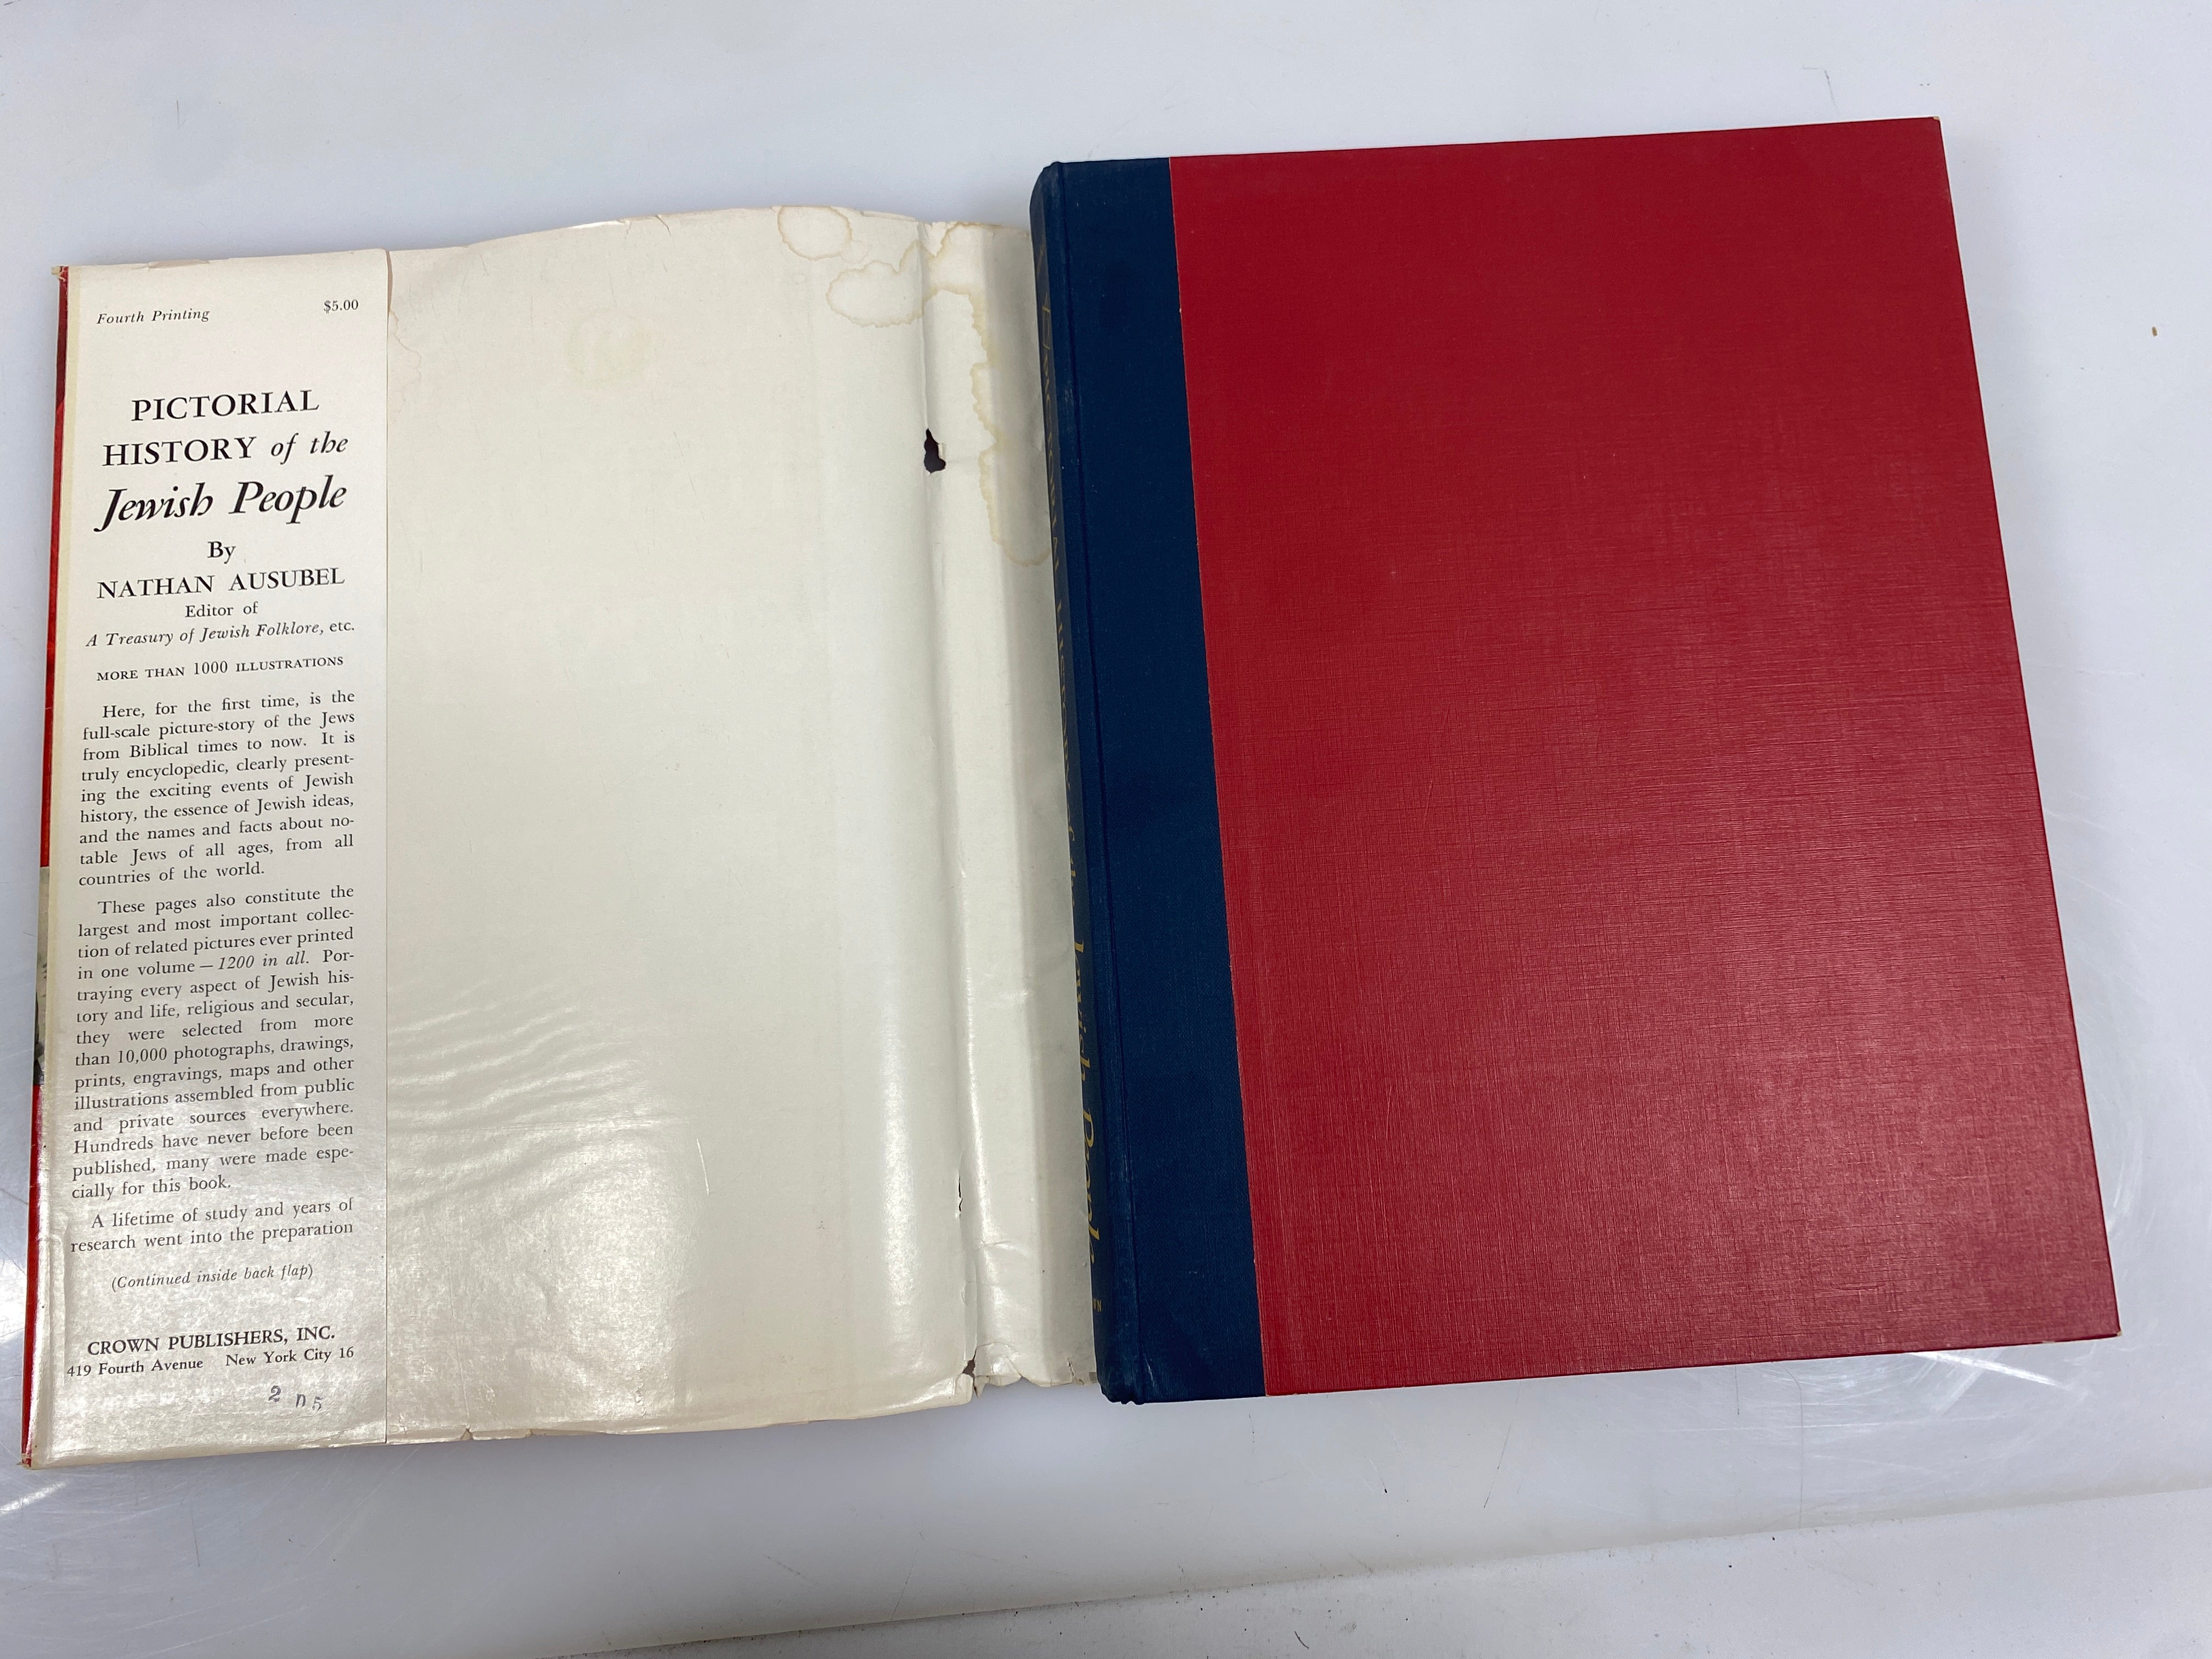 Fourth Printing $5.00
PICTORIAL
HISTORY of the
Jewish People
By
NATHAN AUSUBEL
Editor of
A Treasury of Jewish Folklore, etc.
MORE THAN 1000 ILLUSTRATIONS
Here, for the first time, is the
full-scale picture-story of the Jews
from Biblical times to now. It is
truly encyclopedic, clearly present-
ing the exciting events of Jewish
history, the essence of Jewish ideas,
and the names and facts about no-
table Jews of all ages, from all
countries of the world.
These pages also constitute the
largest and most important collec-
tion of related pictures ever printed
in one volume — 1200 in all. Por-
traying every aspect of Jewish his-
tory and life, religious and secular,
they were selected from more
than 10,000 photographs, drawings,
prints, engravings, maps and other
illustrations assembled from public
and private sources everywhere.
Hundreds have never before been
published, many were made espe-
cially for this book.
A lifetime of study and years of
research went into the preparation
(Continued inside back flap)
CROWN PUBLISHERS, INC.
419 Fourth Avenue New York City 16
2 n 5
PICTORIAL HISTORY of the Jewish People